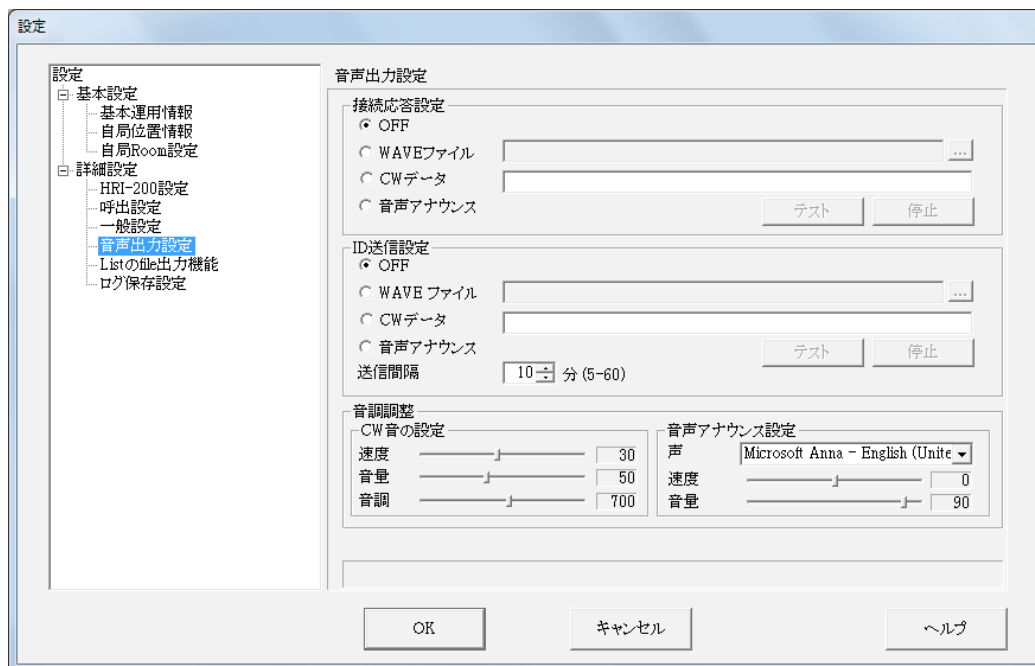 設定
設定
基本設定
基本運用情報
自局位置情報
自局Room設定
詳細設定
HRI-200設定
呼出設定
一般設定
音声出力設定
Listのfile出力機能
ログ保存設定
音声出力設定
接続応答設定
OFF
WAVEファイル ...
CWデータ
音声アナウンス テスト 停止
ID送信設定
OFF
WAVE ファイル ...
CWデータ
音声アナウンス テスト 停止
送信間隔 10 分 (5-60)
音調調整
CW音の設定
速度 30
音量 50
音調 700
音声アナウンス設定
声 Microsoft Anna - English (Unite
速度 0
音量 90
OK キャンセル ヘルプ